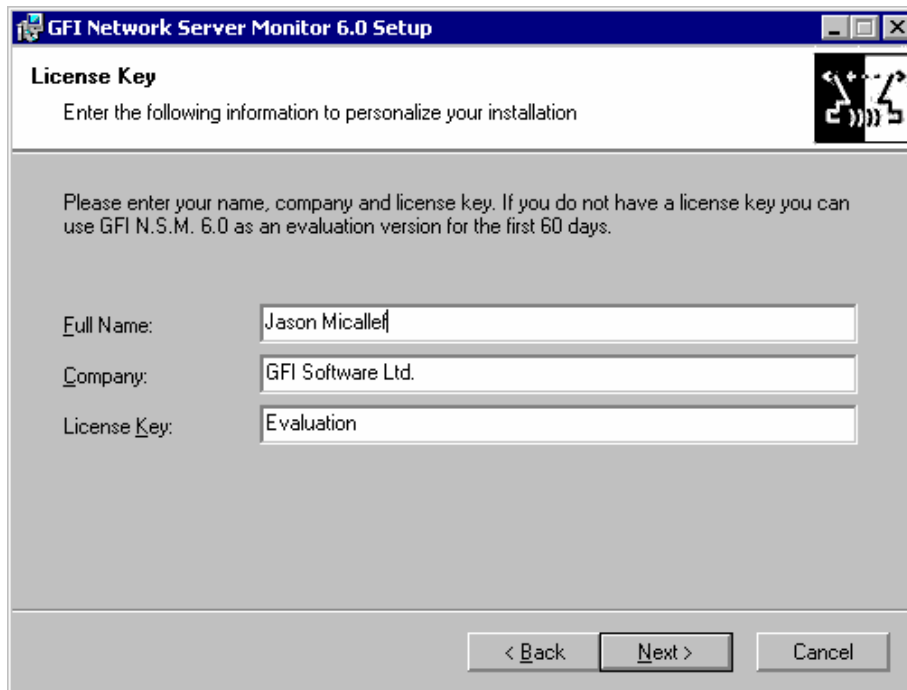 GFI Network Server Monitor 6.0 Setup
License Key
Enter the following information to personalize your installation
Please enter your name, company and license key. If you do not have a license key you can
use GFI N.S.M. 6.0 as an evaluation version for the first 60 days.
Full Name: Jason Micallef
Company: GFI Software Ltd.
License Key: Evaluation
< Back Next > Cancel